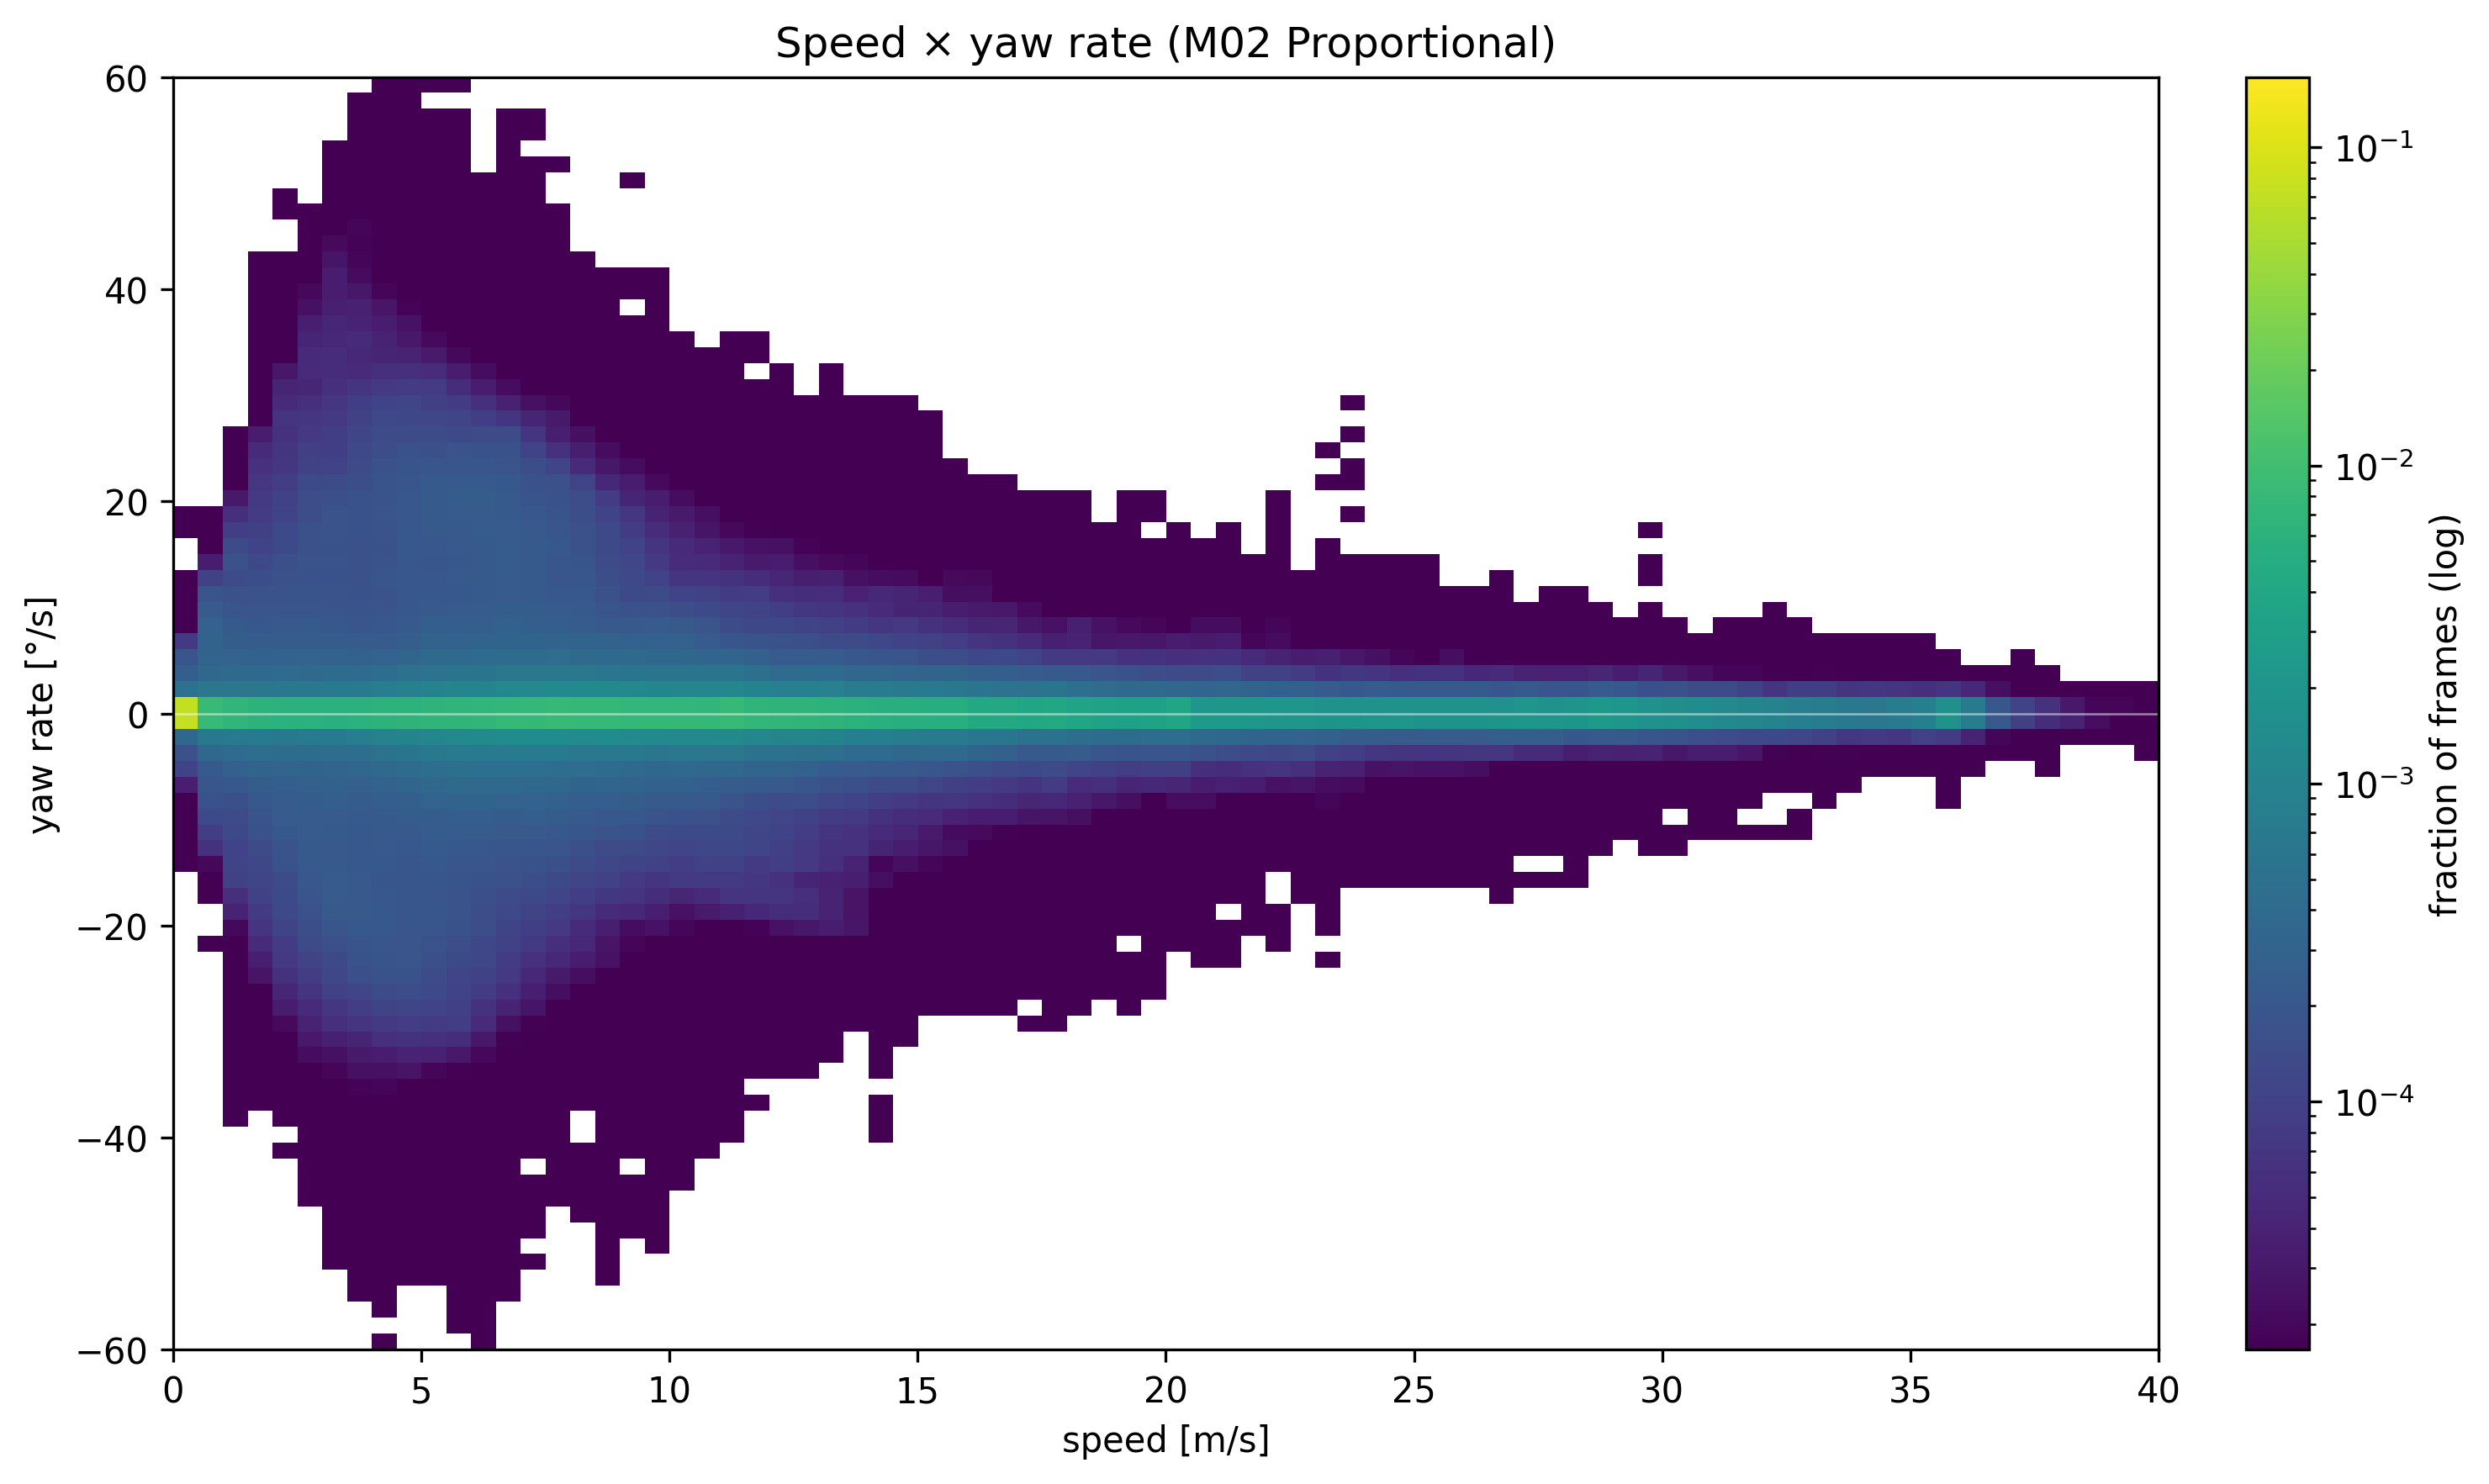 Speed × yaw rate (M02 Proportional)
60
40
20
0
−20
−40
−60
yaw rate [°/s]
0 5 10 15 20 25 30 35 40
speed [m/s]
10⁻¹
10⁻²
10⁻³
10⁻⁴
fraction of frames (log)